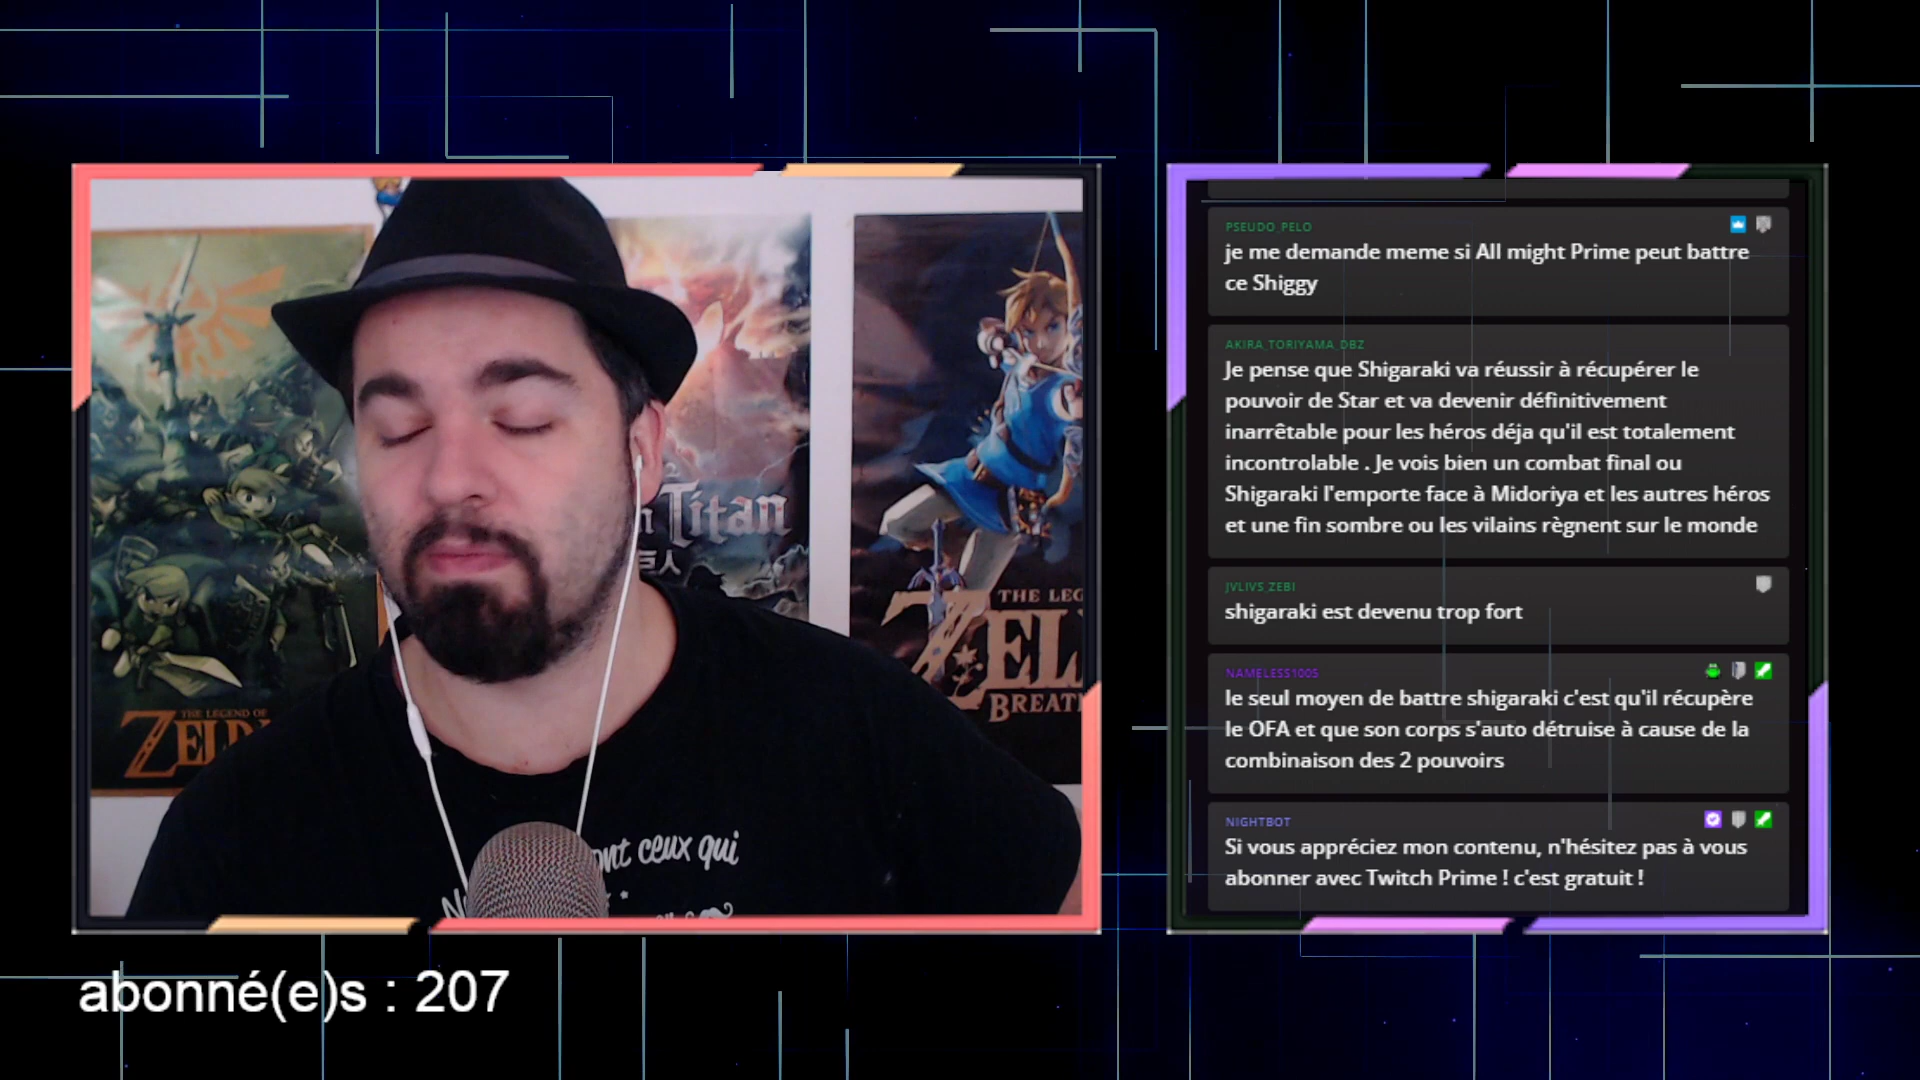 THE LEGEND OF
ZELD
n Titan
巨人
THE LEG
ZEL
BREAT
ont ceux qui
PSEUDO_PELO
je me demande meme si All might Prime peut battre
ce Shiggy
AKIRA_TORIYAMA_DBZ
Je pense que Shigaraki va réussir à récupérer le
pouvoir de Star et va devenir définitivement
inarrêtable pour les héros déja qu'il est totalement
incontrolable . Je vois bien un combat final ou
Shigaraki l'emporte face à Midoriya et les autres héros
et une fin sombre ou les vilains règnent sur le monde
JVLIVS_ZEBI
shigaraki est devenu trop fort
NAMELESS1005
le seul moyen de battre shigaraki c'est qu'il récupère
le OFA et que son corps s'auto détruise à cause de la
combinaison des 2 pouvoirs
NIGHTBOT
Si vous appréciez mon contenu, n'hésitez pas à vous
abonner avec Twitch Prime ! c'est gratuit !
abonné(e)s : 207